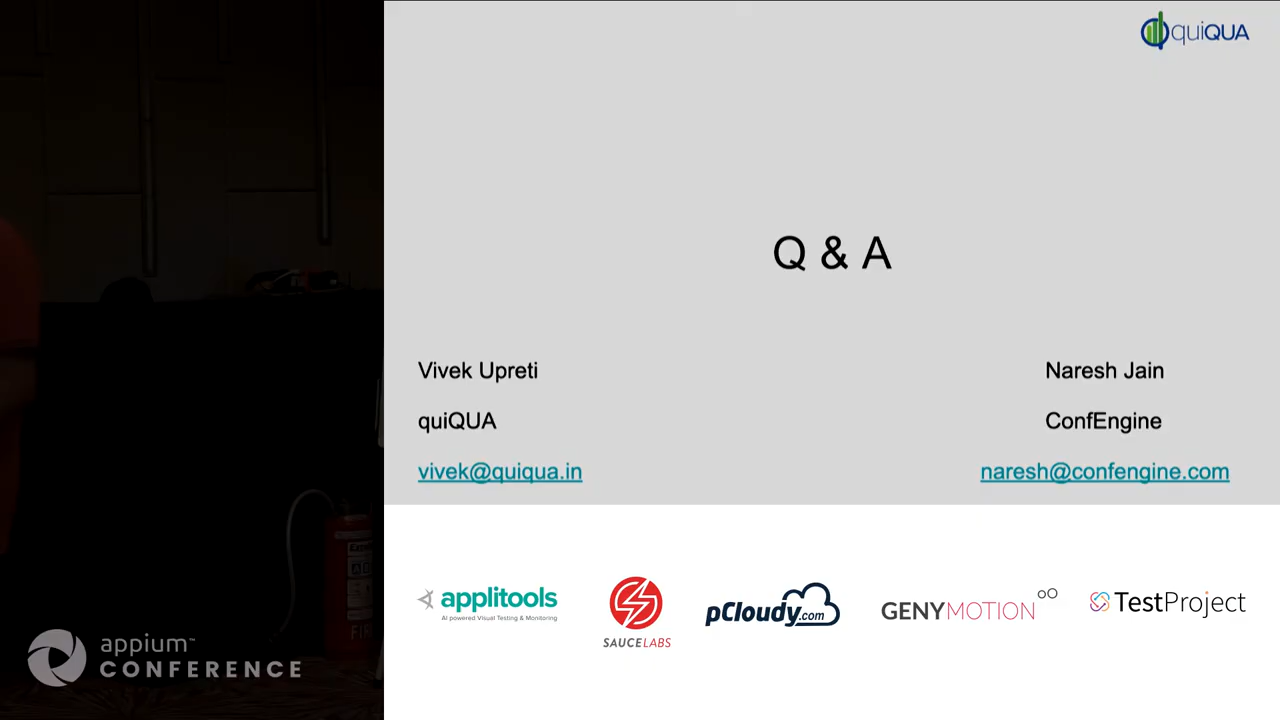 quiQUA
Q & A
Vivek Upreti
Naresh Jain
quiQUA
ConfEngine
vivek@quiqua.in
naresh@confengine.com
applitools
AI powered Visual Testing & Monitoring
SAUCELABS
pCloudy.com
GENYMOTION
TestProject
appium™
CONFERENCE